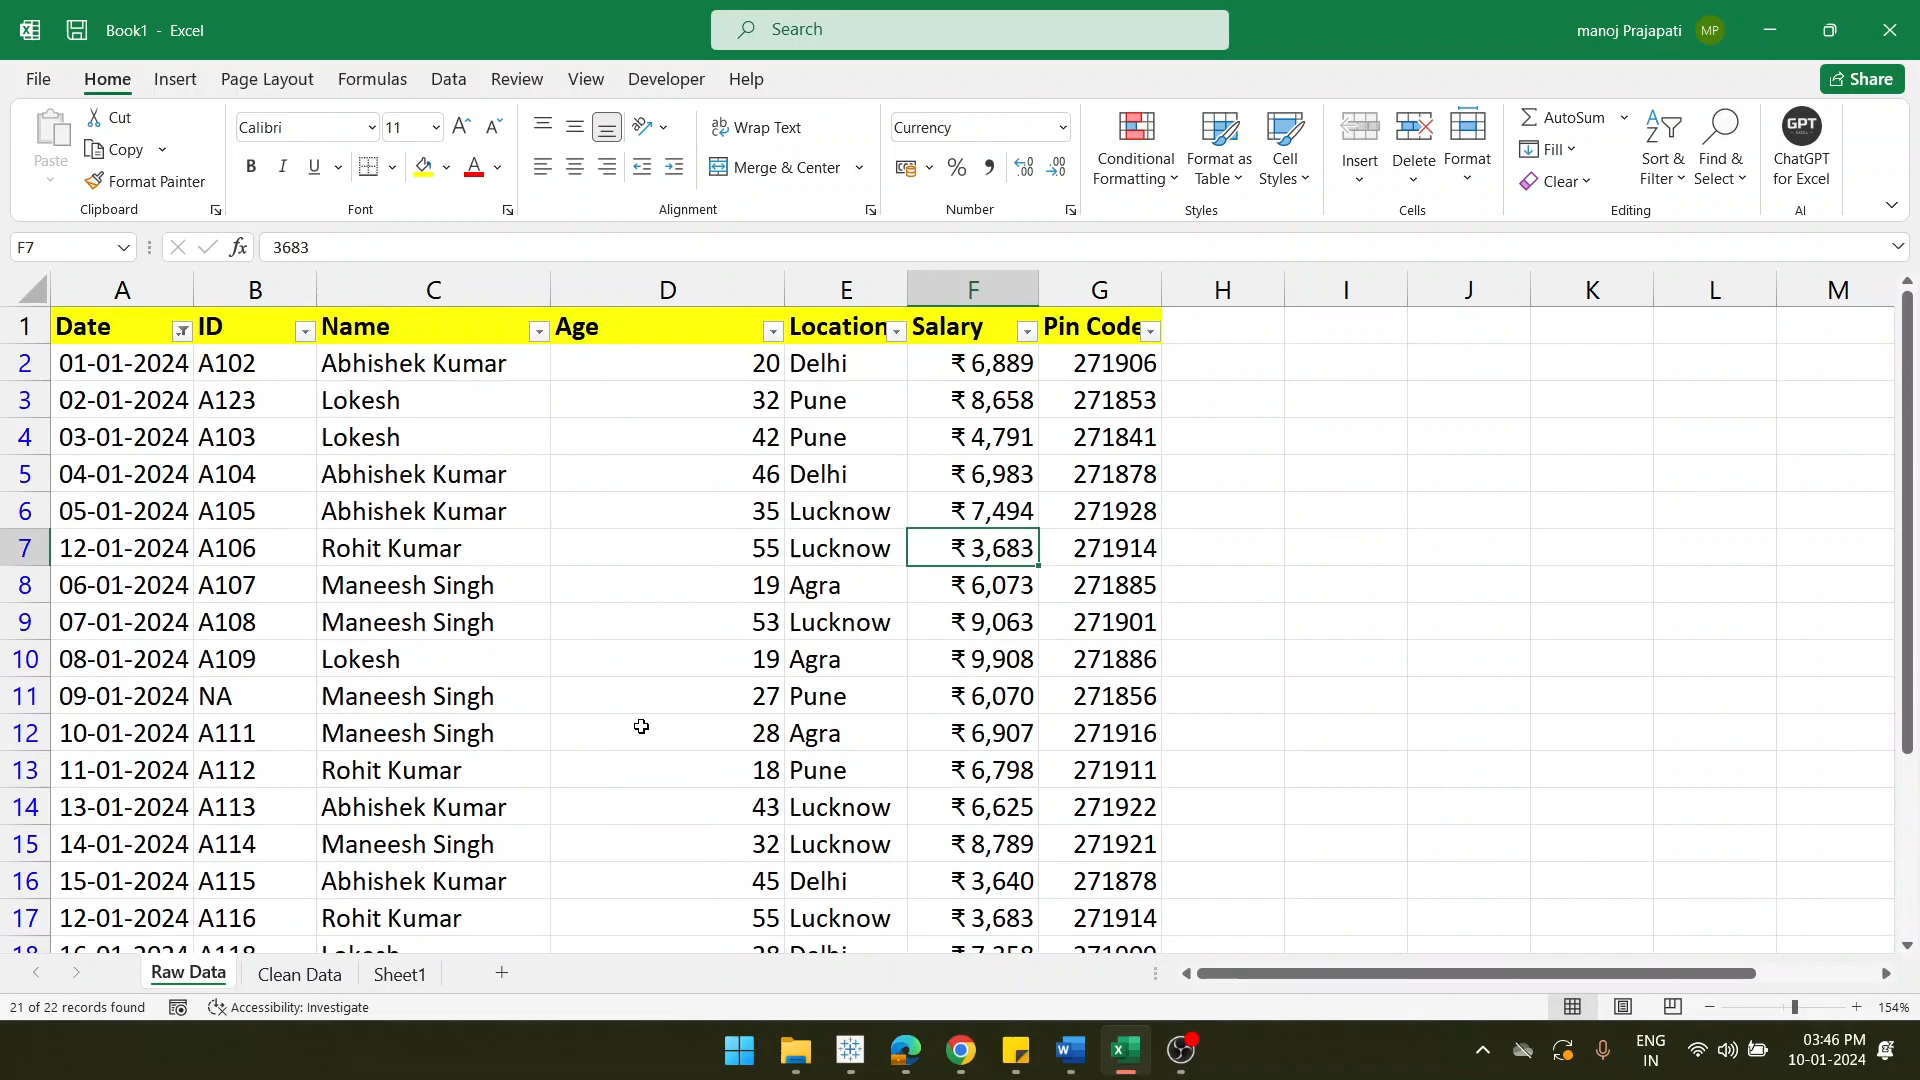 Book1 - Excel
Search
manoj Prajapati
MP
File Home Insert Page Layout Formulas Data Review View Developer Help
Share
Paste
Cut
Copy
Format Painter
Clipboard
Calibri 11
B I U
Font
Wrap Text
Merge & Center
Alignment
Currency
Number
Conditional Formatting
Format as Table
Cell Styles
Styles
Insert Delete Format
Cells
AutoSum
Fill
Clear
Sort & Filter
Find & Select
Editing
GPT
ChatGPT for Excel
AI
F7
fx
3683
A B C D E F G H I J K L M
1 Date ID Name Age Location Salary Pin Code
2 01-01-2024 A102 Abhishek Kumar 20 Delhi ₹ 6,889 271906
3 02-01-2024 A123 Lokesh 32 Pune ₹ 8,658 271853
4 03-01-2024 A103 Lokesh 42 Pune ₹ 4,791 271841
5 04-01-2024 A104 Abhishek Kumar 46 Delhi ₹ 6,983 271878
6 05-01-2024 A105 Abhishek Kumar 35 Lucknow ₹ 7,494 271928
7 12-01-2024 A106 Rohit Kumar 55 Lucknow ₹ 3,683 271914
8 06-01-2024 A107 Maneesh Singh 19 Agra ₹ 6,073 271885
9 07-01-2024 A108 Maneesh Singh 53 Lucknow ₹ 9,063 271901
10 08-01-2024 A109 Lokesh 19 Agra ₹ 9,908 271886
11 09-01-2024 NA Maneesh Singh 27 Pune ₹ 6,070 271856
12 10-01-2024 A111 Maneesh Singh 28 Agra ₹ 6,907 271916
13 11-01-2024 A112 Rohit Kumar 18 Pune ₹ 6,798 271911
14 13-01-2024 A113 Abhishek Kumar 43 Lucknow ₹ 6,625 271922
15 14-01-2024 A114 Maneesh Singh 32 Lucknow ₹ 8,789 271921
16 15-01-2024 A115 Abhishek Kumar 45 Delhi ₹ 3,640 271878
17 12-01-2024 A116 Rohit Kumar 55 Lucknow ₹ 3,683 271914
Raw Data Clean Data Sheet1
21 of 22 records found
Accessibility: Investigate
154%
ENG
IN
03:46 PM
10-01-2024